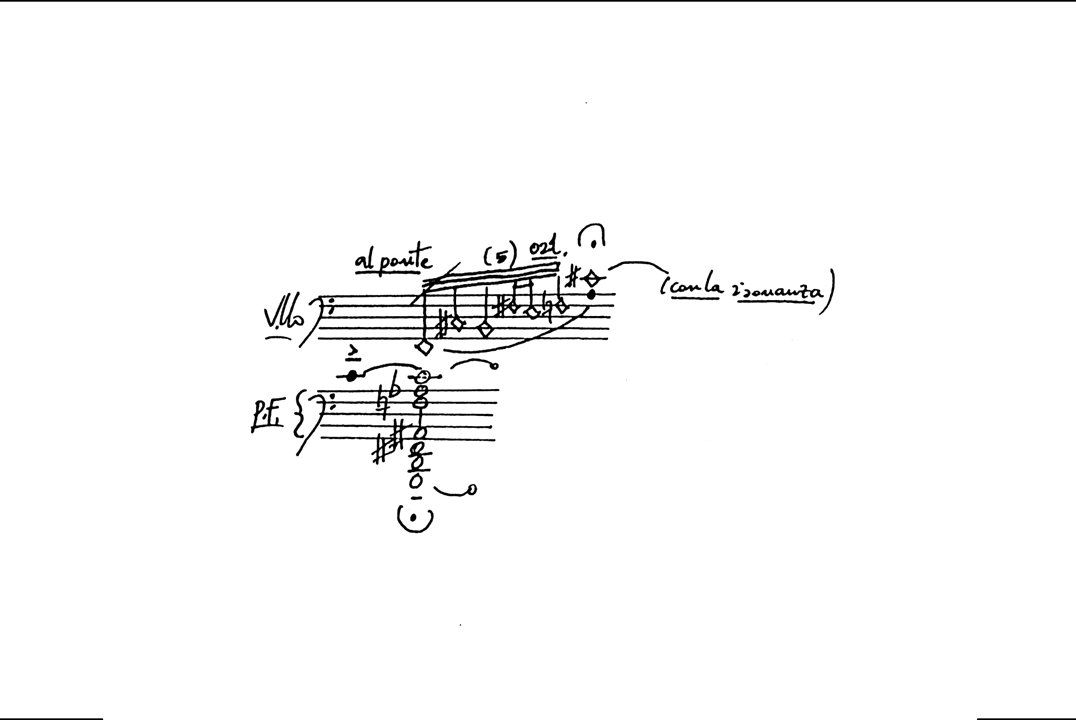 al ponte (5) ord.
(con la risonanza)
V.llo
P.F.